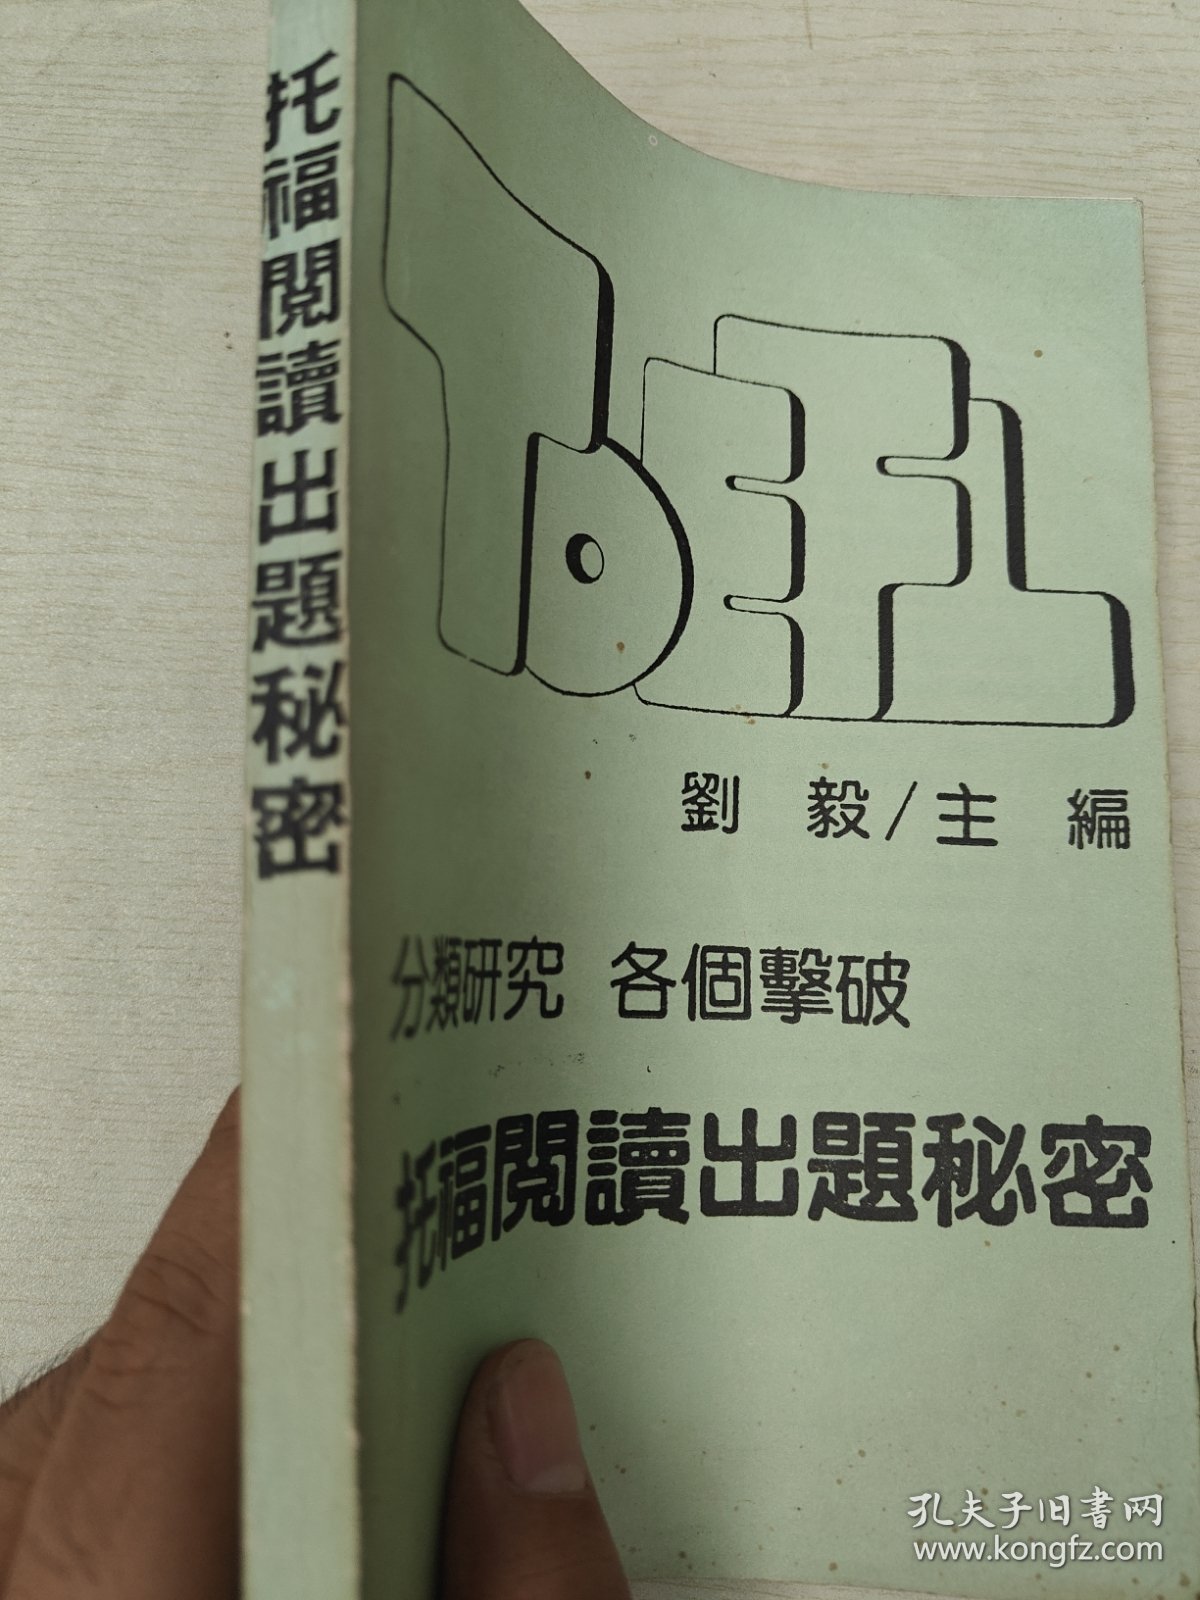 托福閱讀出題秘密
TOEFL
劉 毅/主 編
分類研究 各個擊破
托福閱讀出題秘密
孔夫子旧书网
www.kongfz.com